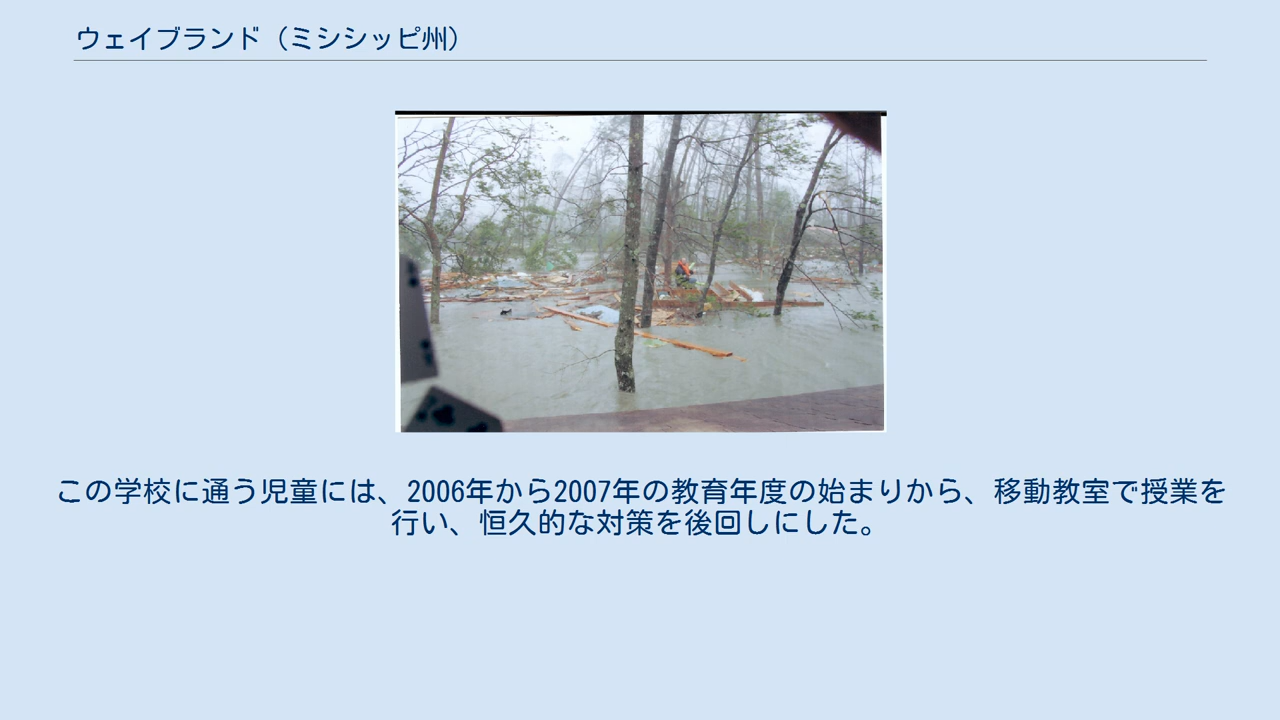 ウェイブランド（ミシシッピ州）
この学校に通う児童には、2006年から2007年の教育年度の始まりから、移動教室で授業を
行い、恒久的な対策を後回しにした。